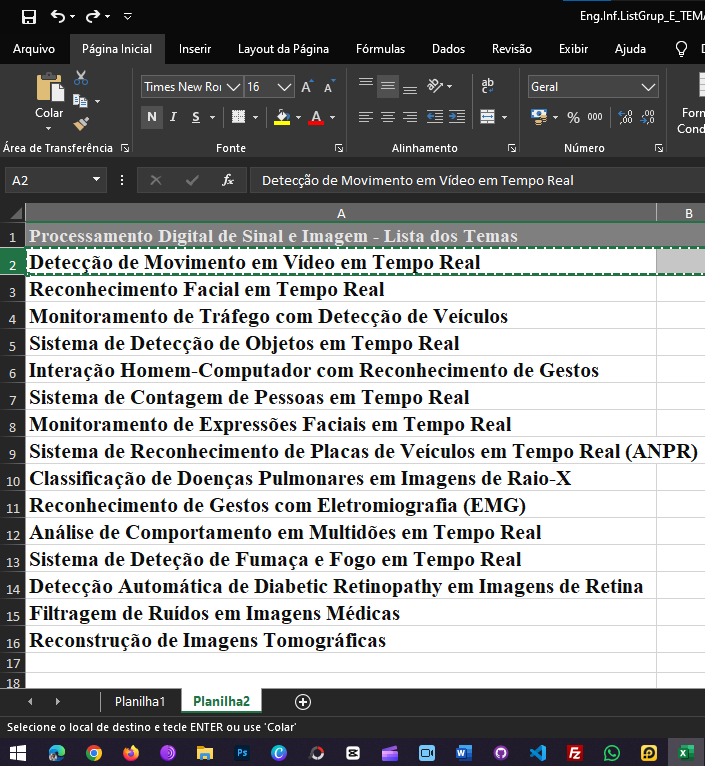 Eng.Inf.ListGrup_E_TEMA
Arquivo
Página Inicial
Inserir
Layout da Página
Fórmulas
Dados
Revisão
Exibir
Ajuda
Times New Ro
16
Geral
Colar
N I S
A A
ab
% 000
Área de Transferência
Fonte
Alinhamento
Número
A2
fx
Detecção de Movimento em Vídeo em Tempo Real
A B
1 Processamento Digital de Sinal e Imagem - Lista dos Temas
2 Detecção de Movimento em Vídeo em Tempo Real
3 Reconhecimento Facial em Tempo Real
4 Monitoramento de Tráfego com Detecção de Veículos
5 Sistema de Detecção de Objetos em Tempo Real
6 Interação Homem-Computador com Reconhecimento de Gestos
7 Sistema de Contagem de Pessoas em Tempo Real
8 Monitoramento de Expressões Faciais em Tempo Real
9 Sistema de Reconhecimento de Placas de Veículos em Tempo Real (ANPR)
10 Classificação de Doenças Pulmonares em Imagens de Raio-X
11 Reconhecimento de Gestos com Eletromiografia (EMG)
12 Análise de Comportamento em Multidões em Tempo Real
13 Sistema de Deteção de Fumaça e Fogo em Tempo Real
14 Detecção Automática de Diabetic Retinopathy em Imagens de Retina
15 Filtragem de Ruídos em Imagens Médicas
16 Reconstrução de Imagens Tomográficas
17
18
Planilha1
Planilha2
Selecione o local de destino e tecle ENTER ou use 'Colar'